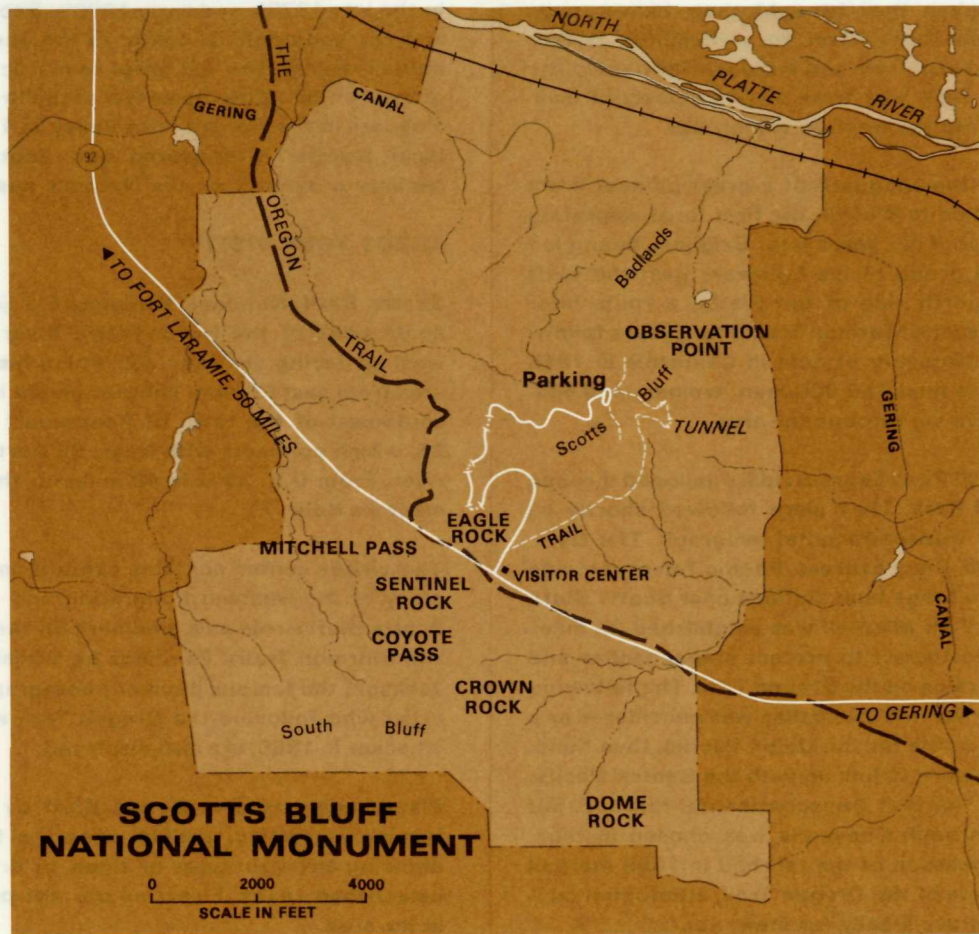 NORTH
PLATTE
RIVER
THE
OREGON
TRAIL
GERING
CANAL
92
◄ TO FORT LARAMIE, 50 MILES
Badlands
OBSERVATION
POINT
Parking
Scotts
Bluff
TUNNEL
GERING
CANAL
EAGLE
ROCK
TRAIL
MITCHELL PASS
VISITOR CENTER
SENTINEL
ROCK
COYOTE
PASS
CROWN
ROCK
TO GERING ►
South Bluff
DOME
ROCK
SCOTTS BLUFF
NATIONAL MONUMENT
0 2000 4000
SCALE IN FEET